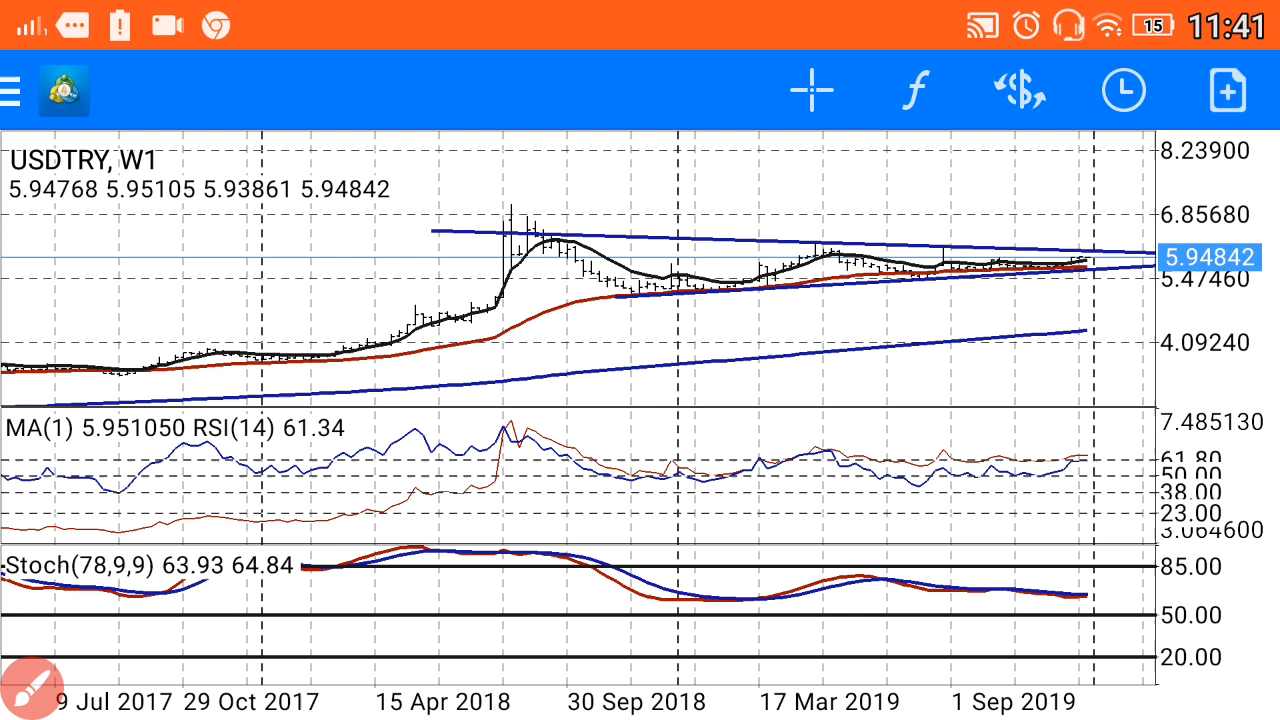 15 11:41
f $
USDTRY, W1
5.94768 5.95105 5.93861 5.94842
8.23900
6.85680
5.94842
5.47460
4.09240
MA(1) 5.951050 RSI(14) 61.34
7.485130
61.80
50.00
38.00
23.00
3.064600
Stoch(78,9,9) 63.93 64.84
85.00
50.00
20.00
9 Jul 2017 29 Oct 2017 15 Apr 2018 30 Sep 2018 17 Mar 2019 1 Sep 2019